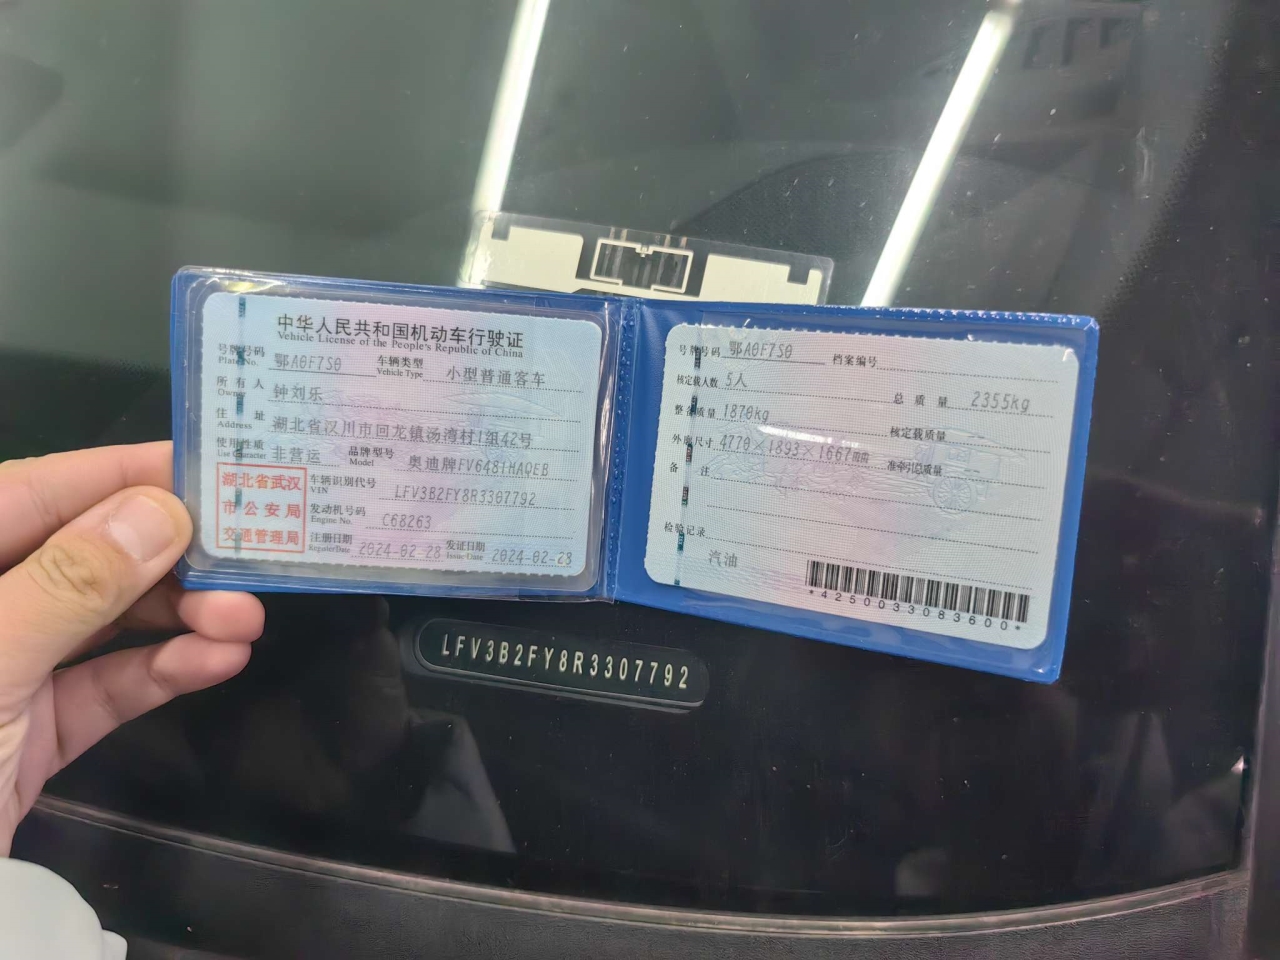 中华人民共和国机动车行驶证
Vehicle License of the People's Republic of China
号牌号码 Plate No. 鄂A0F7S0 车辆类型 Vehicle Type 小型普通客车
所有人 Owner 钟刘乐
住址 Address 湖北省汉川市回龙镇汤湾村1组42号
使用性质 Use Character 非营运 品牌型号 Model 奥迪牌FV6481HAQEB
湖北省武汉
市公安局
交通管理局
车辆识别代号 VIN LFV3B2FY8R3307792
发动机号码 Engine No. C68263
注册日期 Register Date 2024-02-28 发证日期 Issue Date 2024-02-28
号牌号码 鄂A0F7S0 档案编号
核定载人数 5人 总质量 2355kg
整备质量 1870kg 核定载质量 --
外廓尺寸 4770×1893×1667mm 准牵引总质量 --
备注
检验记录
汽油
*4250033083600*
LFV3B2FY8R3307792